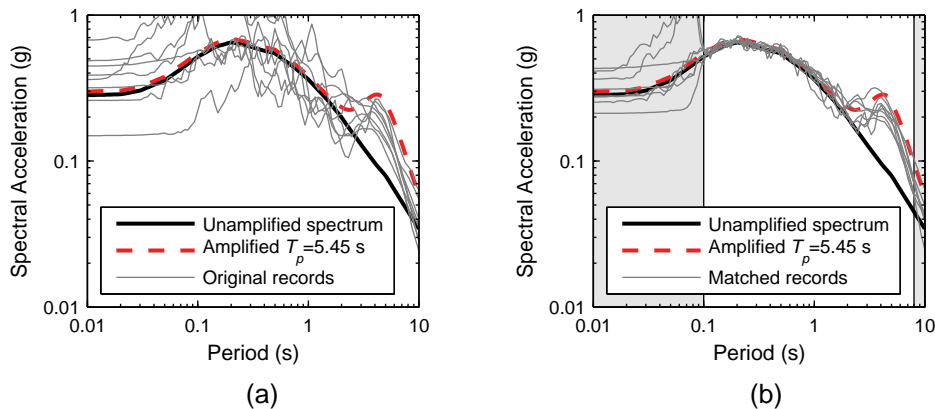 1
0.1
0.01
Spectral Acceleration (g)
Unamplified spectrum
Amplified Tp=5.45 s
Original records
0.01 0.1 1 10
Period (s)
(a)
1
0.1
0.01
Spectral Acceleration (g)
Unamplified spectrum
Amplified Tp=5.45 s
Matched records
0.01 0.1 1 10
Period (s)
(b)